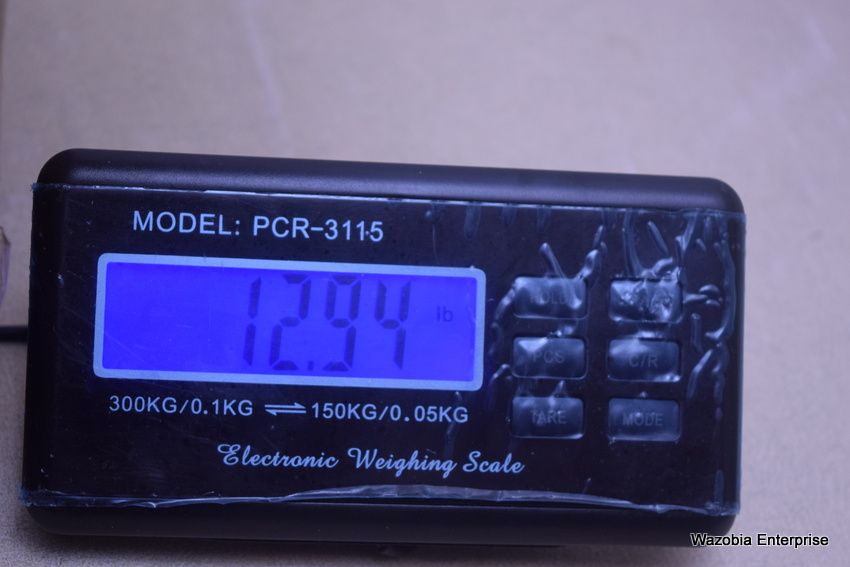 MODEL: PCR-3115
12.94 lb
300KG/0.1KG ⇌ 150KG/0.05KG
PCS C/R
TARE MODE
Electronic Weighing Scale
Wazobia Enterprise